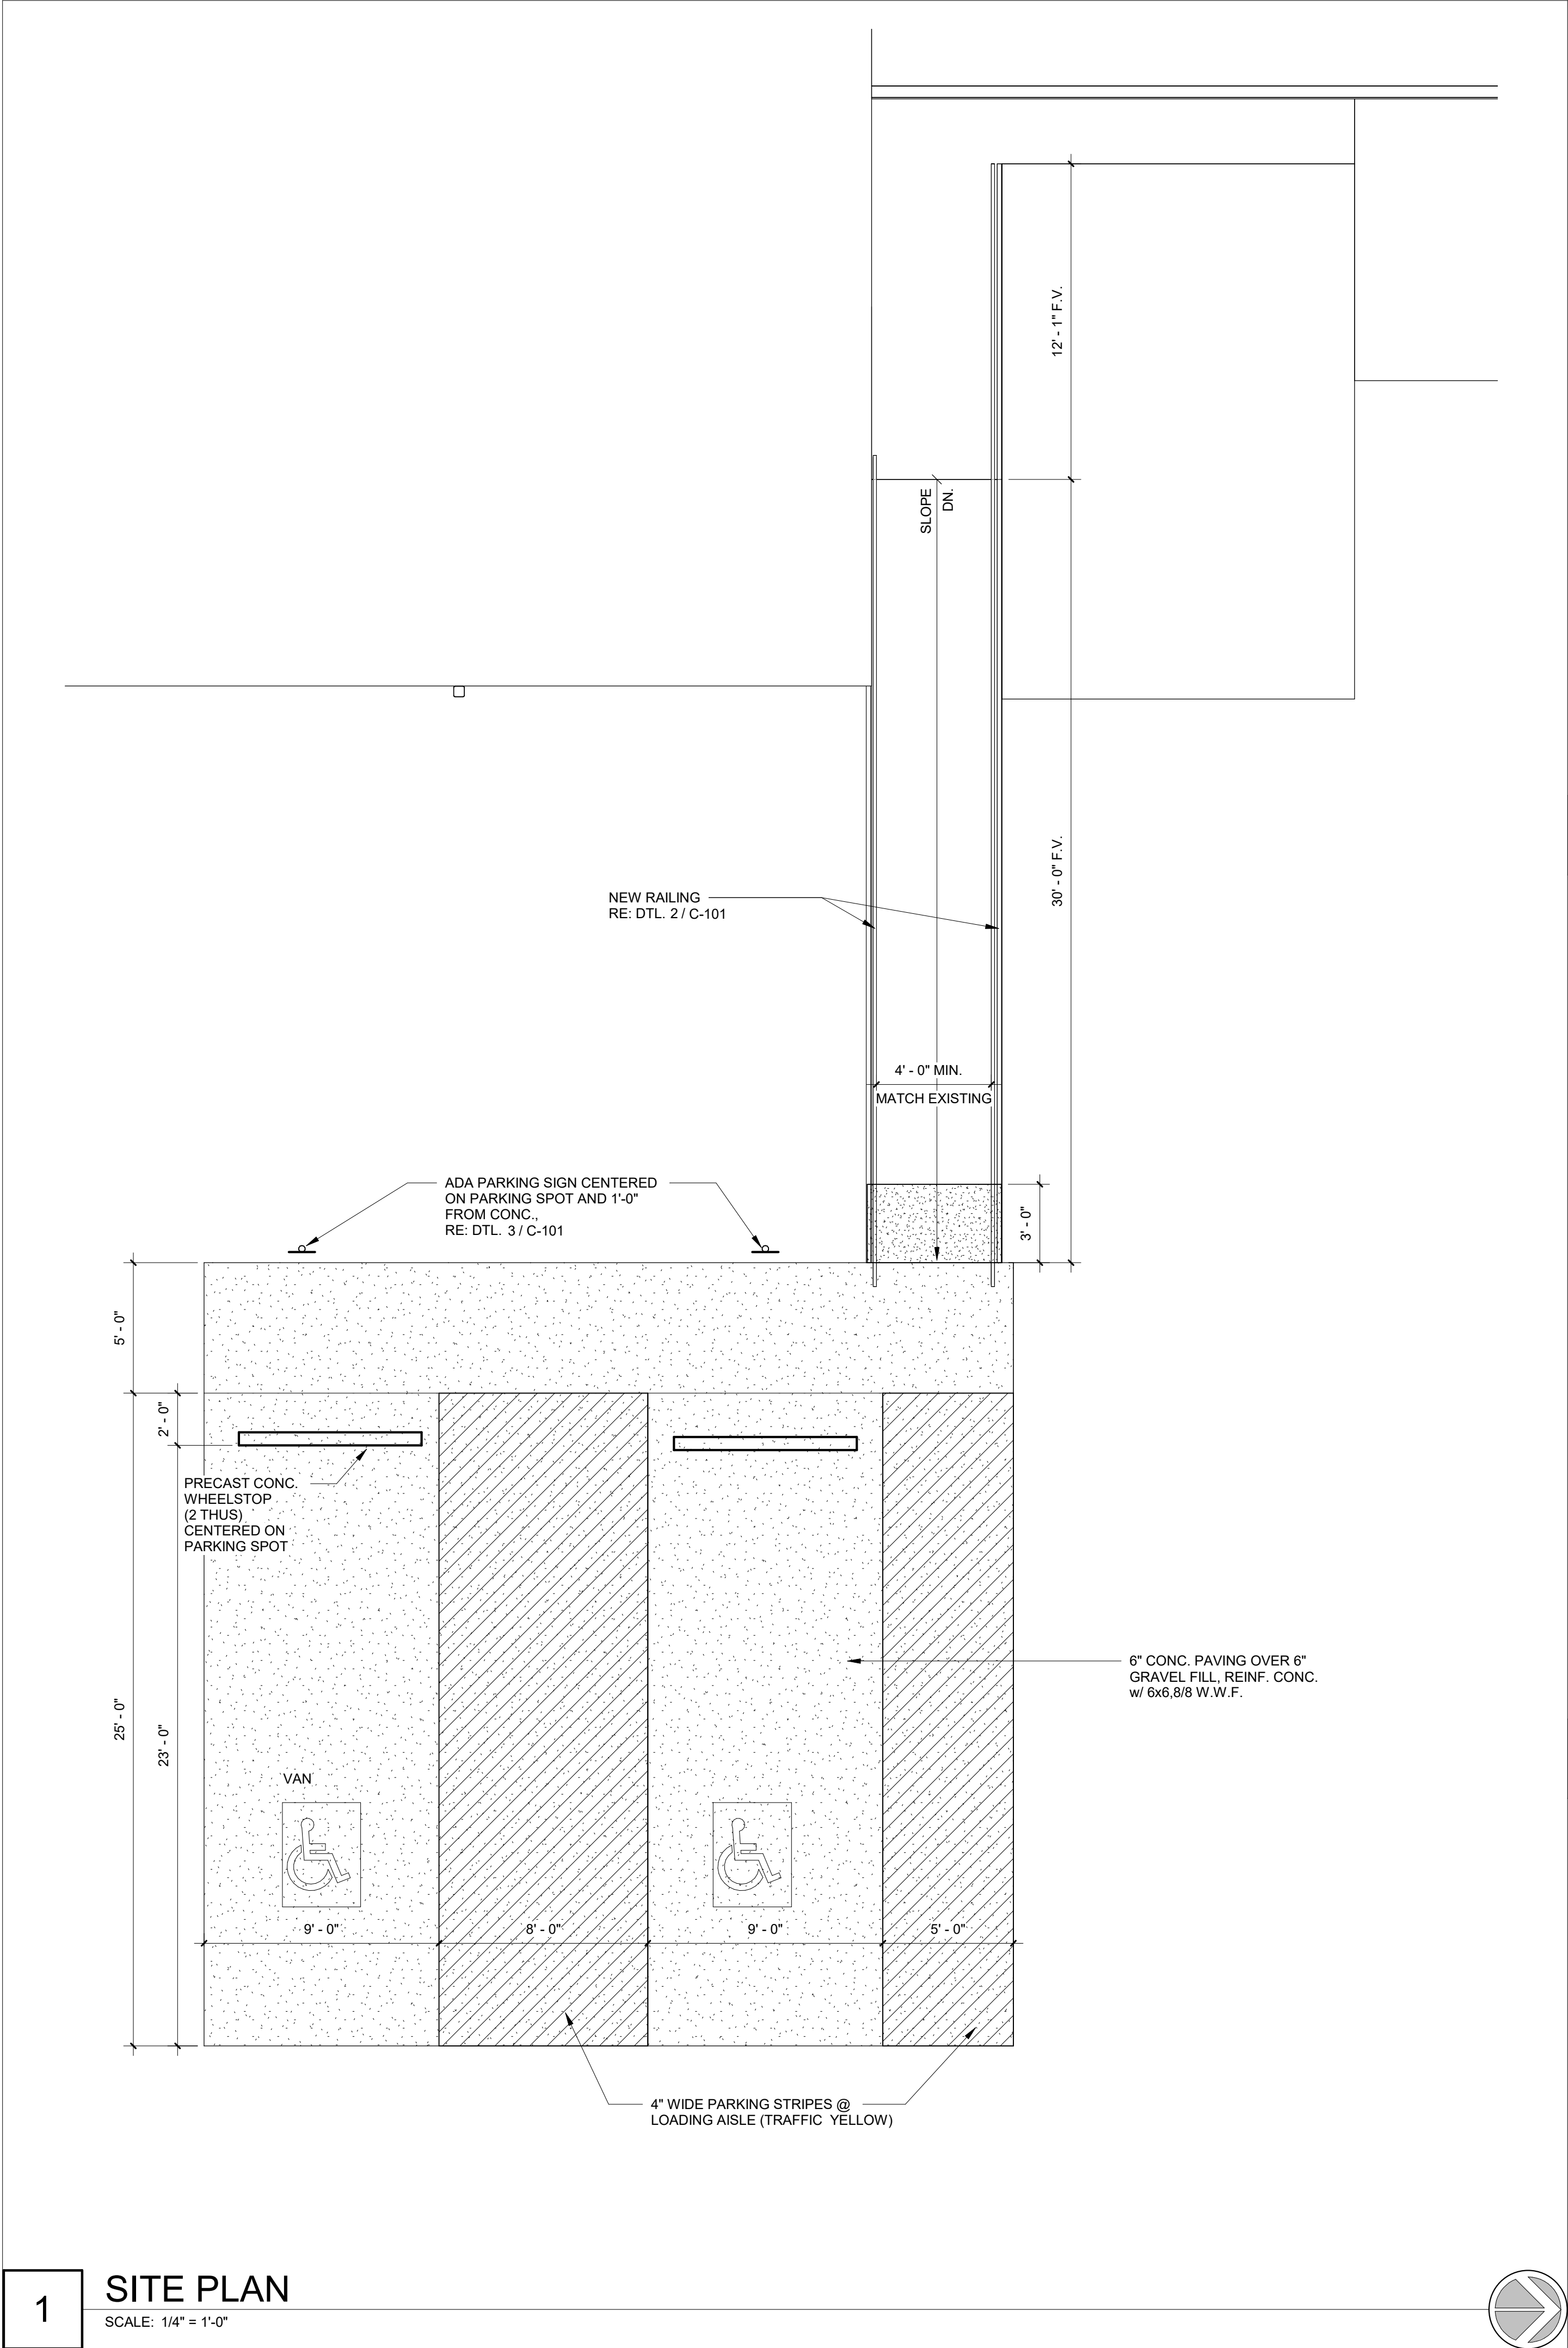 12' - 1" F.V.
SLOPE
DN.
30' - 0" F.V.
NEW RAILING
RE: DTL. 2 / C-101
4' - 0" MIN.
MATCH EXISTING
ADA PARKING SIGN CENTERED
ON PARKING SPOT AND 1'-0"
FROM CONC.,
RE: DTL. 3 / C-101
3' - 0"
5' - 0"
2' - 0"
PRECAST CONC.
WHEELSTOP
(2 THUS)
CENTERED ON
PARKING SPOT
25' - 0"
23' - 0"
6" CONC. PAVING OVER 6"
GRAVEL FILL, REINF. CONC.
w/ 6x6,8/8 W.W.F.
VAN
9' - 0"
8' - 0"
9' - 0"
5' - 0"
4" WIDE PARKING STRIPES @
LOADING AISLE (TRAFFIC YELLOW)
1
SITE PLAN
SCALE: 1/4" = 1'-0"